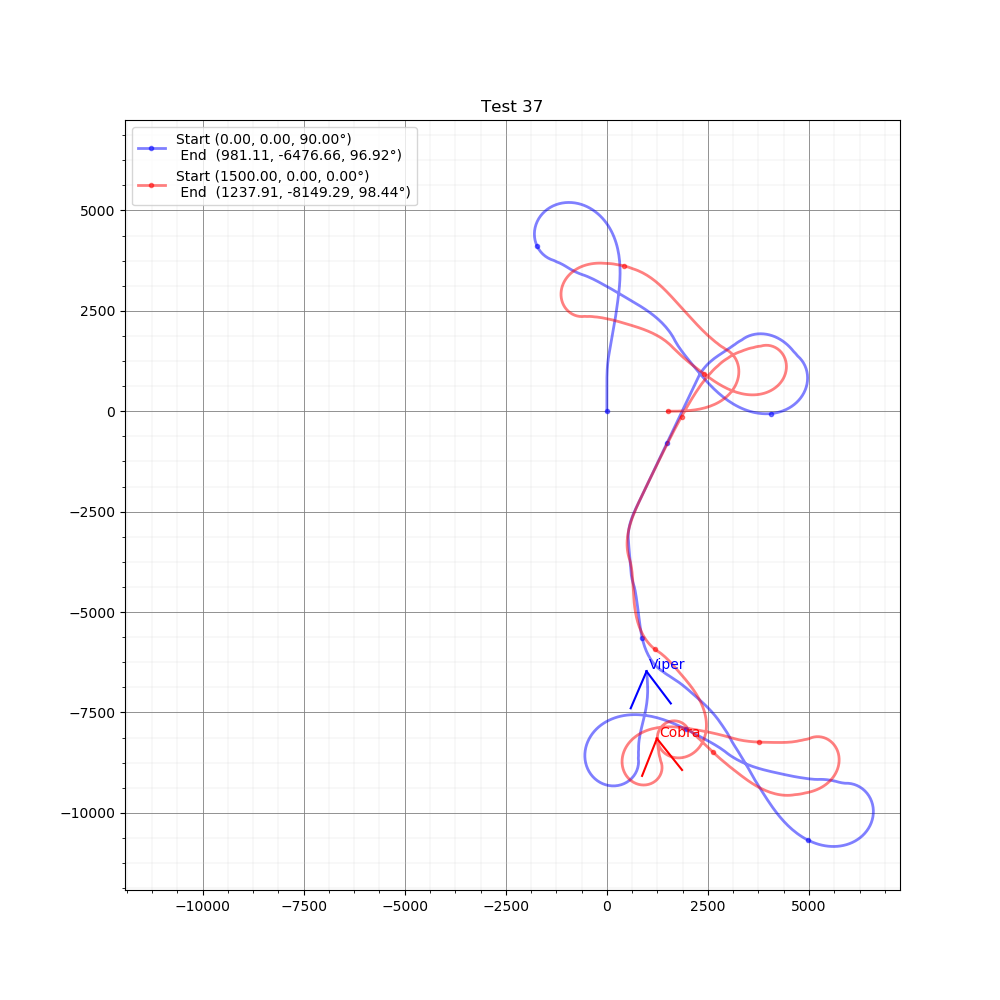 Test 37
Start (0.00, 0.00, 90.00°)
End (981.11, -6476.66, 96.92°)
Start (1500.00, 0.00, 0.00°)
End (1237.91, -8149.29, 98.44°)
5000
2500
0
−2500
−5000
−7500
−10000
Viper
Cobra
−10000 −7500 −5000 −2500 0 2500 5000